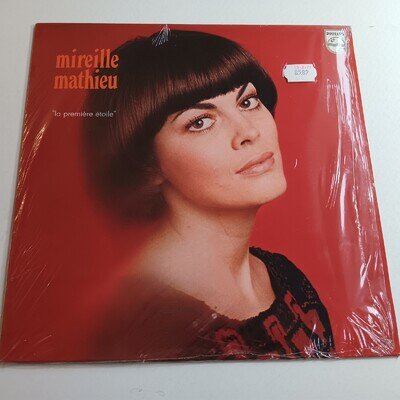 mireille
mathieu
"la première étoile"
PHILIPS